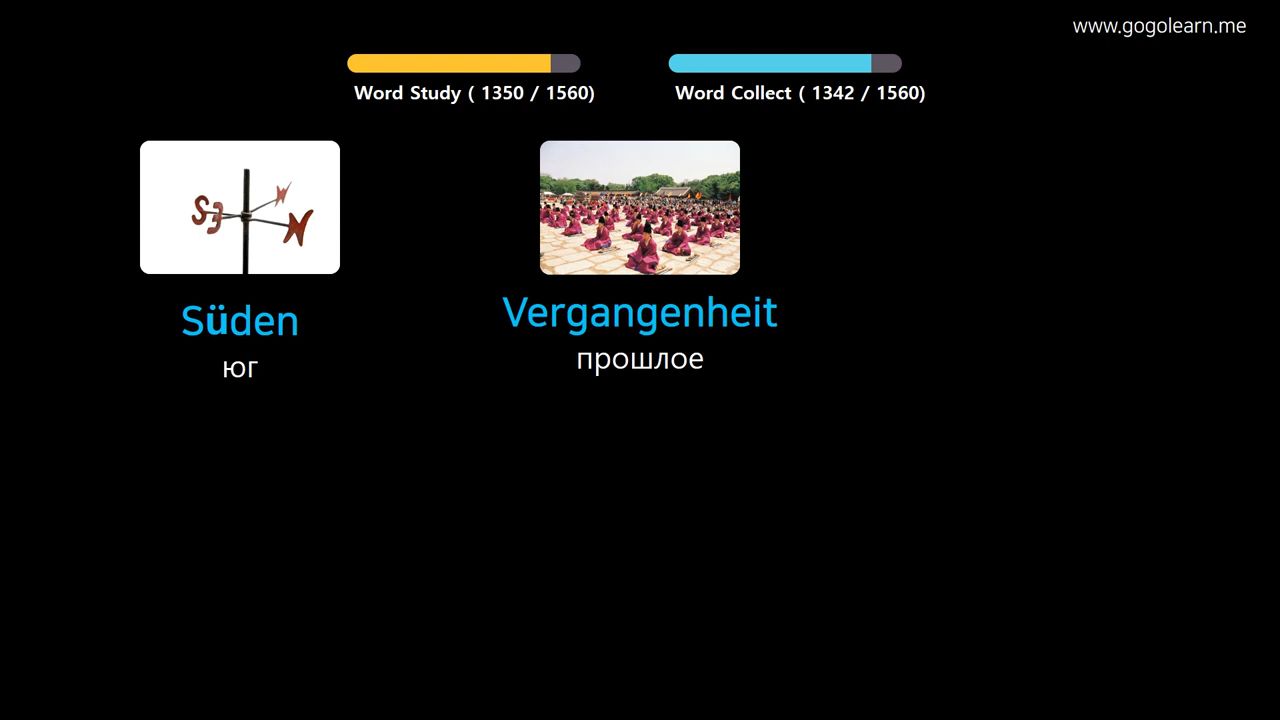 www.gogolearn.me
Word Study ( 1350 / 1560)
Word Collect ( 1342 / 1560)
S
E
N
Süden
юг
Vergangenheit
прошлое